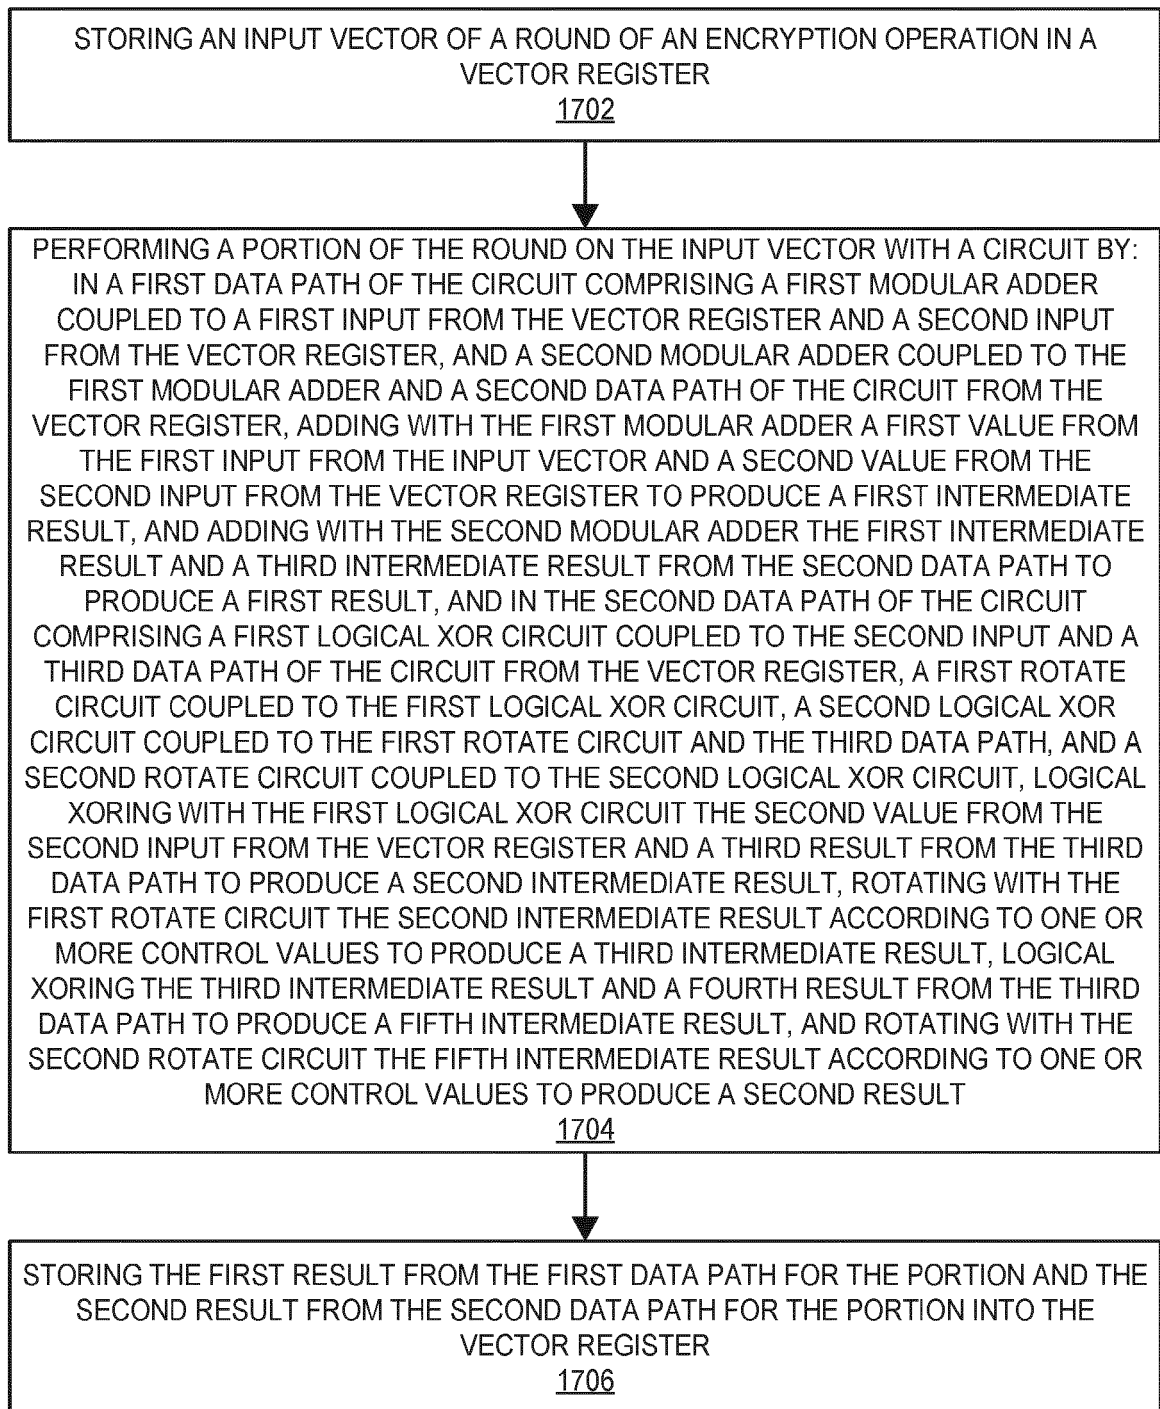 STORING AN INPUT VECTOR OF A ROUND OF AN ENCRYPTION OPERATION IN A
VECTOR REGISTER
1702
PERFORMING A PORTION OF THE ROUND ON THE INPUT VECTOR WITH A CIRCUIT BY:
IN A FIRST DATA PATH OF THE CIRCUIT COMPRISING A FIRST MODULAR ADDER
COUPLED TO A FIRST INPUT FROM THE VECTOR REGISTER AND A SECOND INPUT
FROM THE VECTOR REGISTER, AND A SECOND MODULAR ADDER COUPLED TO THE
FIRST MODULAR ADDER AND A SECOND DATA PATH OF THE CIRCUIT FROM THE
VECTOR REGISTER, ADDING WITH THE FIRST MODULAR ADDER A FIRST VALUE FROM
THE FIRST INPUT FROM THE INPUT VECTOR AND A SECOND VALUE FROM THE
SECOND INPUT FROM THE VECTOR REGISTER TO PRODUCE A FIRST INTERMEDIATE
RESULT, AND ADDING WITH THE SECOND MODULAR ADDER THE FIRST INTERMEDIATE
RESULT AND A THIRD INTERMEDIATE RESULT FROM THE SECOND DATA PATH TO
PRODUCE A FIRST RESULT, AND IN THE SECOND DATA PATH OF THE CIRCUIT
COMPRISING A FIRST LOGICAL XOR CIRCUIT COUPLED TO THE SECOND INPUT AND A
THIRD DATA PATH OF THE CIRCUIT FROM THE VECTOR REGISTER, A FIRST ROTATE
CIRCUIT COUPLED TO THE FIRST LOGICAL XOR CIRCUIT, A SECOND LOGICAL XOR
CIRCUIT COUPLED TO THE FIRST ROTATE CIRCUIT AND THE THIRD DATA PATH, AND A
SECOND ROTATE CIRCUIT COUPLED TO THE SECOND LOGICAL XOR CIRCUIT, LOGICAL
XORING WITH THE FIRST LOGICAL XOR CIRCUIT THE SECOND VALUE FROM THE
SECOND INPUT FROM THE VECTOR REGISTER AND A THIRD RESULT FROM THE THIRD
DATA PATH TO PRODUCE A SECOND INTERMEDIATE RESULT, ROTATING WITH THE
FIRST ROTATE CIRCUIT THE SECOND INTERMEDIATE RESULT ACCORDING TO ONE OR
MORE CONTROL VALUES TO PRODUCE A THIRD INTERMEDIATE RESULT, LOGICAL
XORING THE THIRD INTERMEDIATE RESULT AND A FOURTH RESULT FROM THE THIRD
DATA PATH TO PRODUCE A FIFTH INTERMEDIATE RESULT, AND ROTATING WITH THE
SECOND ROTATE CIRCUIT THE FIFTH INTERMEDIATE RESULT ACCORDING TO ONE OR
MORE CONTROL VALUES TO PRODUCE A SECOND RESULT
1704
STORING THE FIRST RESULT FROM THE FIRST DATA PATH FOR THE PORTION AND THE
SECOND RESULT FROM THE SECOND DATA PATH FOR THE PORTION INTO THE
VECTOR REGISTER
1706